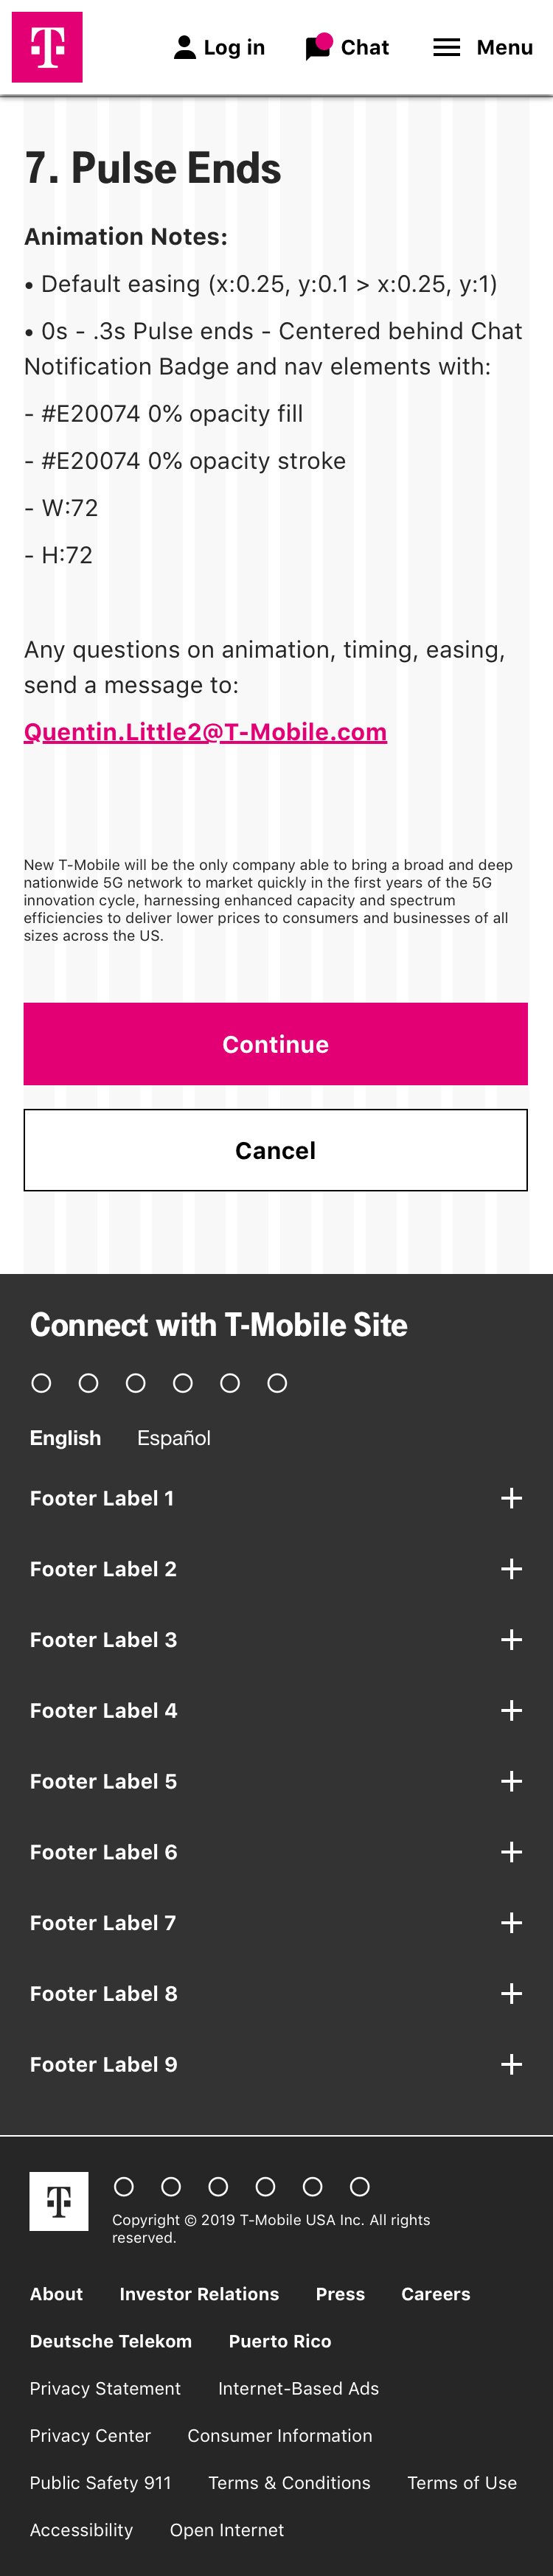 T
Log in
Chat
Menu
7. Pulse Ends
Animation Notes:
• Default easing (x:0.25, y:0.1 > x:0.25, y:1)
• 0s - .3s Pulse ends - Centered behind Chat
Notification Badge and nav elements with:
- #E20074 0% opacity fill
- #E20074 0% opacity stroke
- W:72
- H:72
Any questions on animation, timing, easing,
send a message to:
Quentin.Little2@T-Mobile.com
New T-Mobile will be the only company able to bring a broad and deep
nationwide 5G network to market quickly in the first years of the 5G
innovation cycle, harnessing enhanced capacity and spectrum
efficiencies to deliver lower prices to consumers and businesses of all
sizes across the US.
Continue
Cancel
Connect with T-Mobile Site
English Español
Footer Label 1
Footer Label 2
Footer Label 3
Footer Label 4
Footer Label 5
Footer Label 6
Footer Label 7
Footer Label 8
Footer Label 9
T
Copyright © 2019 T-Mobile USA Inc. All rights
reserved.
About Investor Relations Press Careers
Deutsche Telekom Puerto Rico
Privacy Statement Internet-Based Ads
Privacy Center Consumer Information
Public Safety 911 Terms & Conditions Terms of Use
Accessibility Open Internet